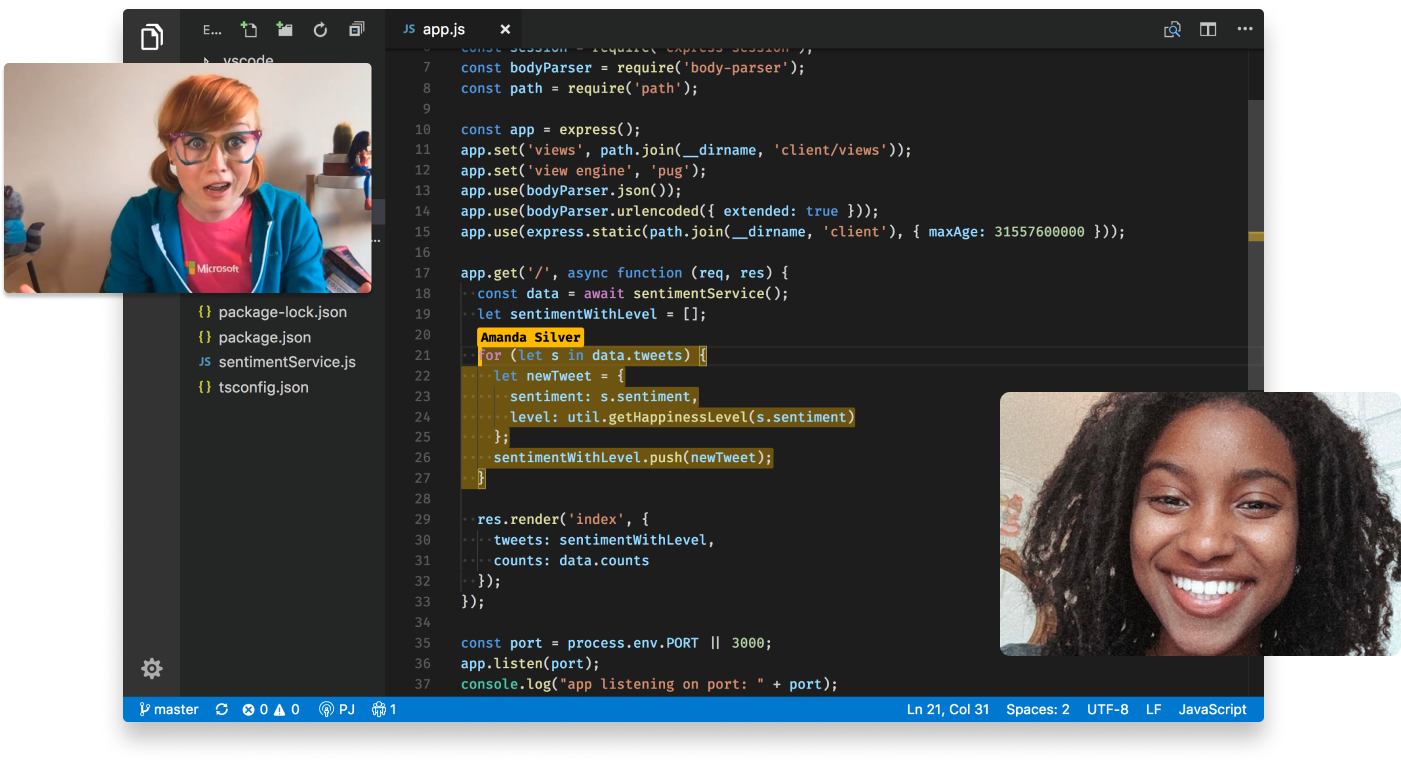 E...
JS app.js
vscode
Microsoft
...
{} package-lock.json
{} package.json
JS sentimentService.js
{} tsconfig.json
6 const session = require('express-session');
7 const bodyParser = require('body-parser');
8 const path = require('path');
9
10 const app = express();
11 app.set('views', path.join(__dirname, 'client/views'));
12 app.set('view engine', 'pug');
13 app.use(bodyParser.json());
14 app.use(bodyParser.urlencoded({ extended: true }));
15 app.use(express.static(path.join(__dirname, 'client'), { maxAge: 31557600000 }));
16
17 app.get('/', async function (req, res) {
18 const data = await sentimentService();
19 let sentimentWithLevel = [];
20 Amanda Silver
21 for (let s in data.tweets) {
22 let newTweet = {
23 sentiment: s.sentiment,
24 level: util.getHappinessLevel(s.sentiment)
25 };
26 sentimentWithLevel.push(newTweet);
27 }
28
29 res.render('index', {
30 tweets: sentimentWithLevel,
31 counts: data.counts
32 });
33 });
34
35 const port = process.env.PORT || 3000;
36 app.listen(port);
37 console.log("app listening on port: " + port);
master 0 0 PJ 1 Ln 21, Col 31 Spaces: 2 UTF-8 LF JavaScript